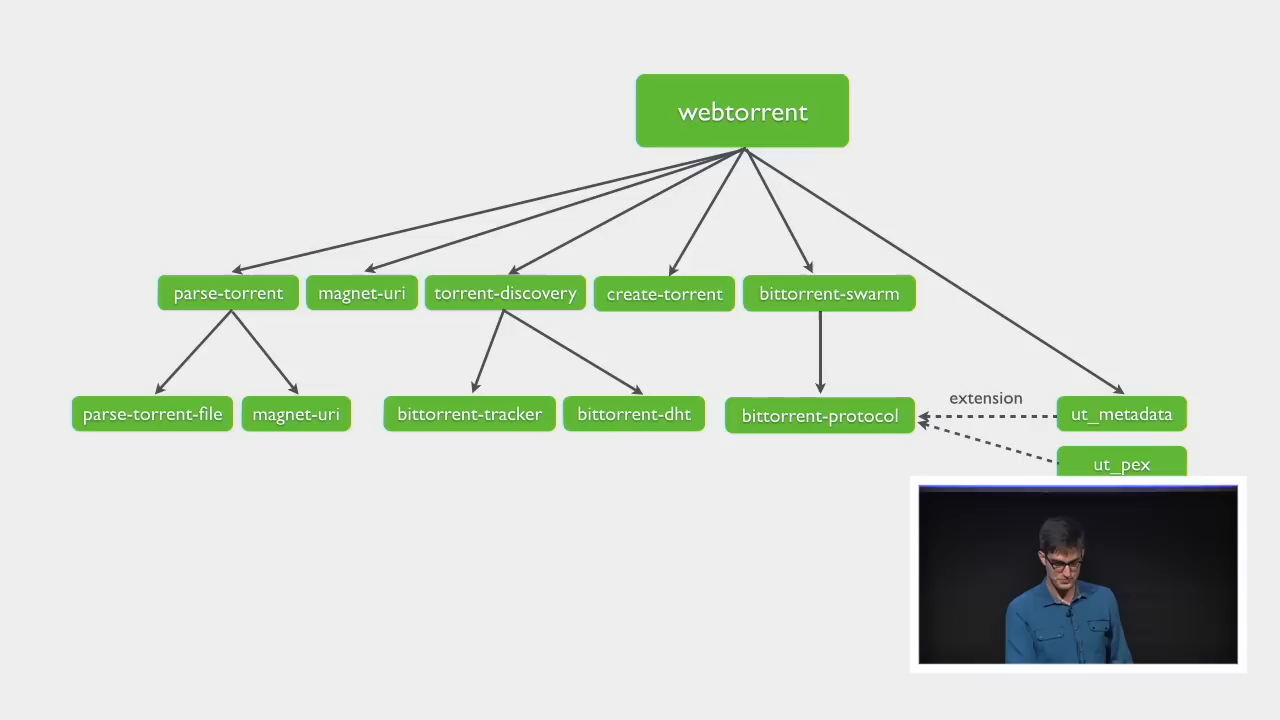 webtorrent
parse-torrent
magnet-uri
torrent-discovery
create-torrent
bittorrent-swarm
parse-torrent-file
magnet-uri
bittorrent-tracker
bittorrent-dht
bittorrent-protocol
extension
ut_metadata
ut_pex